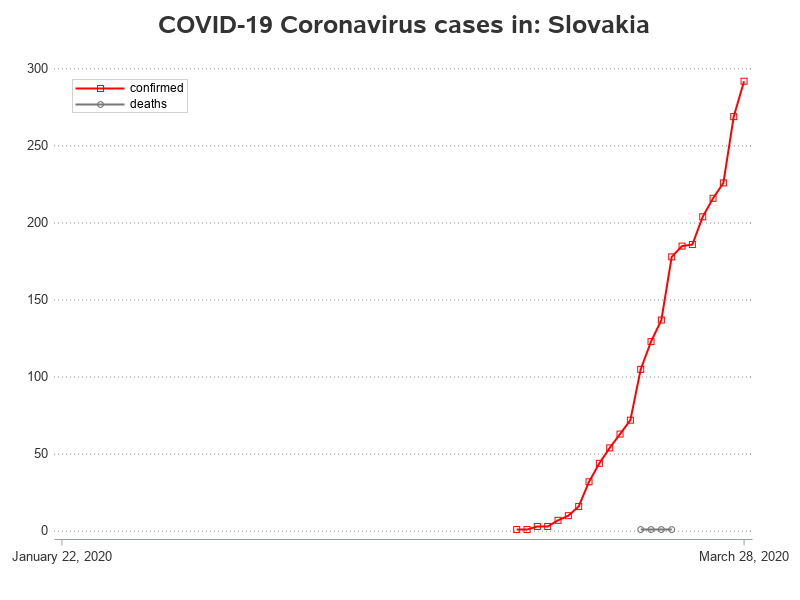 COVID-19 Coronavirus cases in: Slovakia
300
confirmed
deaths
250
200
150
100
50
0
January 22, 2020
March 28, 2020